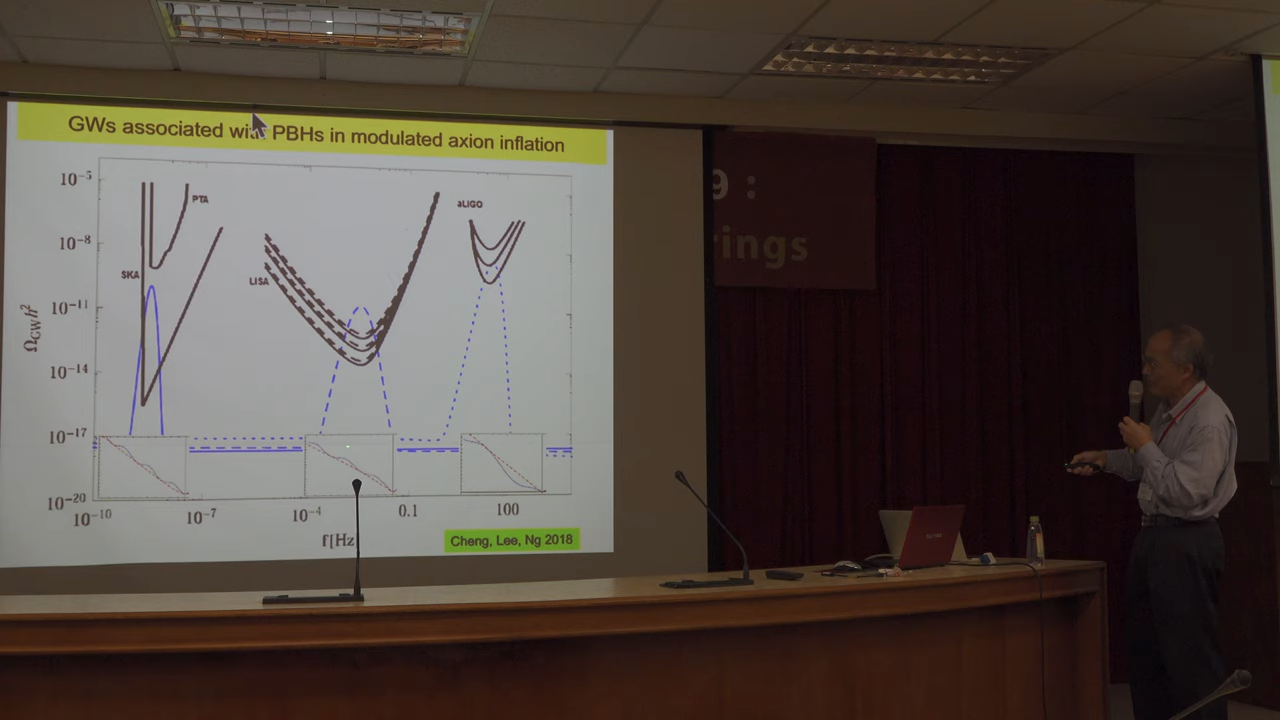 GWs associated with PBHs in modulated axion inflation
10⁻⁵
10⁻⁸
10⁻¹¹
10⁻¹⁴
10⁻¹⁷
10⁻²⁰
Ω_GW h²
PTA
SKA
LISA
aLIGO
10⁻¹⁰
10⁻⁷
10⁻⁴
0.1
100
f[Hz
Cheng, Lee, Ng 2018
9 :
rings